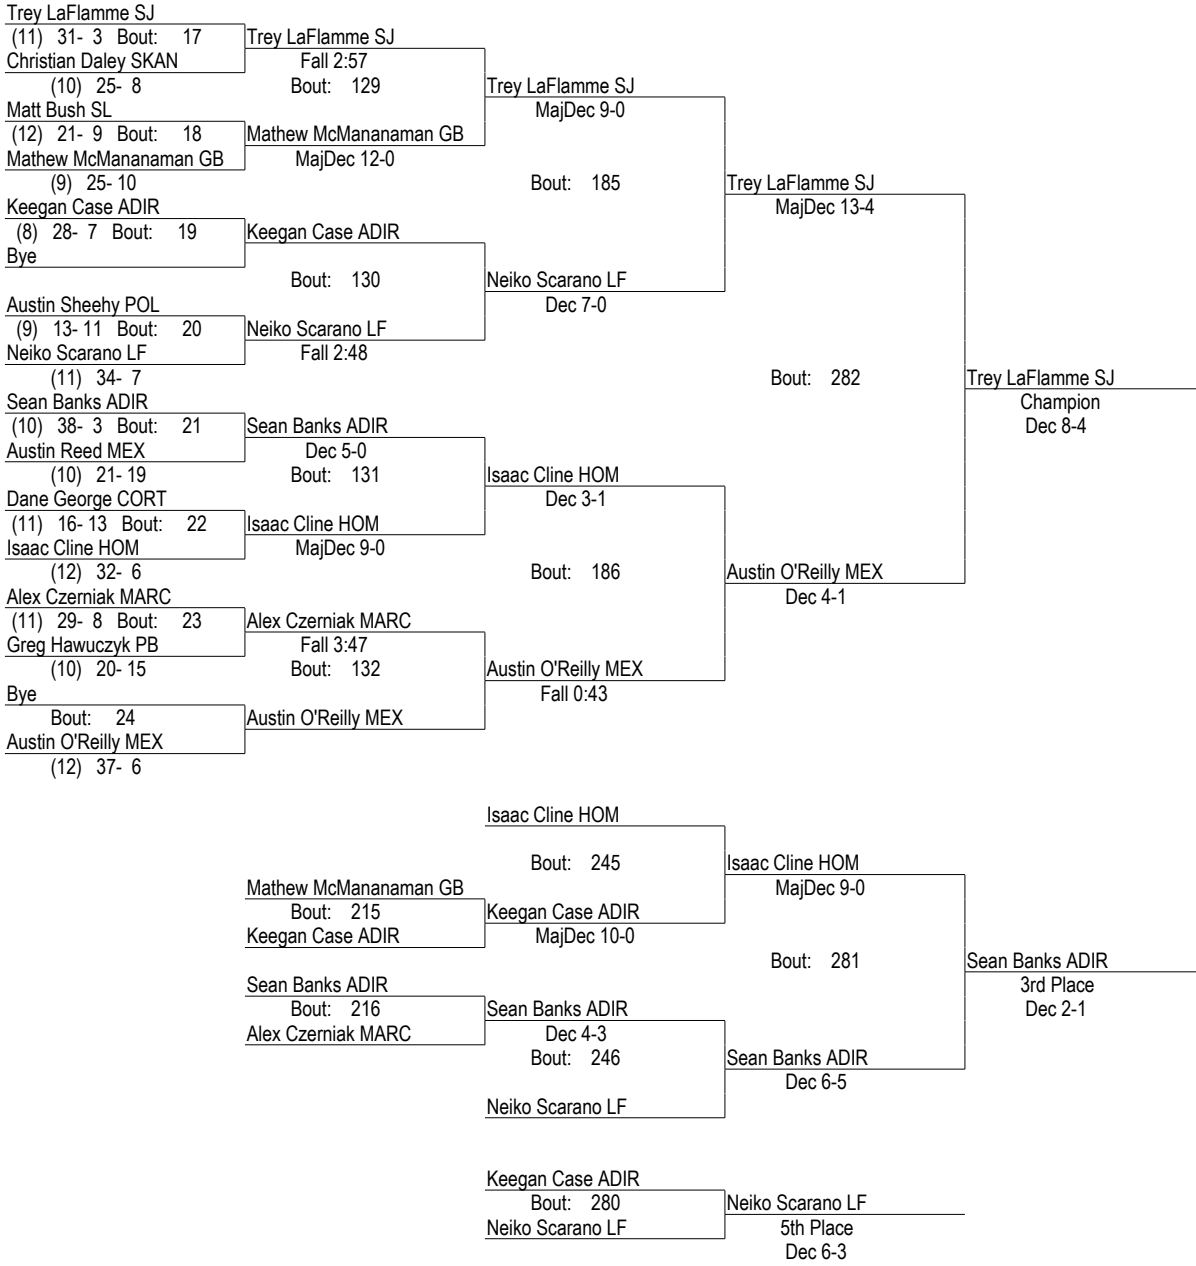 Trey LaFlamme SJ
(11) 31- 3 Bout: 17
Christian Daley SKAN
(10) 25- 8
Matt Bush SL
(12) 21- 9 Bout: 18
Mathew McMananaman GB
(9) 25- 10
Keegan Case ADIR
(8) 28- 7 Bout: 19
Bye
Austin Sheehy POL
(9) 13- 11 Bout: 20
Neiko Scarano LF
(11) 34- 7
Sean Banks ADIR
(10) 38- 3 Bout: 21
Austin Reed MEX
(10) 21- 19
Dane George CORT
(11) 16- 13 Bout: 22
Isaac Cline HOM
(12) 32- 6
Alex Czerniak MARC
(11) 29- 8 Bout: 23
Greg Hawuczyk PB
(10) 20- 15
Bye
Bout: 24
Austin O'Reilly MEX
(12) 37- 6
Trey LaFlamme SJ
Fall 2:57
Bout: 129
Mathew McMananaman GB
MajDec 12-0
Keegan Case ADIR
Bout: 130
Neiko Scarano LF
Fall 2:48
Sean Banks ADIR
Dec 5-0
Bout: 131
Isaac Cline HOM
MajDec 9-0
Alex Czerniak MARC
Fall 3:47
Bout: 132
Austin O'Reilly MEX
Trey LaFlamme SJ
MajDec 9-0
Bout: 185
Neiko Scarano LF
Dec 7-0
Isaac Cline HOM
Dec 3-1
Bout: 186
Austin O'Reilly MEX
Fall 0:43
Trey LaFlamme SJ
MajDec 13-4
Bout: 282
Austin O'Reilly MEX
Dec 4-1
Trey LaFlamme SJ
Champion
Dec 8-4
Mathew McMananaman GB
Bout: 215
Keegan Case ADIR
Sean Banks ADIR
Bout: 216
Alex Czerniak MARC
Isaac Cline HOM
Bout: 245
Keegan Case ADIR
MajDec 10-0
Sean Banks ADIR
Dec 4-3
Bout: 246
Neiko Scarano LF
Isaac Cline HOM
MajDec 9-0
Bout: 281
Sean Banks ADIR
Dec 6-5
Sean Banks ADIR
3rd Place
Dec 2-1
Keegan Case ADIR
Bout: 280
Neiko Scarano LF
Neiko Scarano LF
5th Place
Dec 6-3